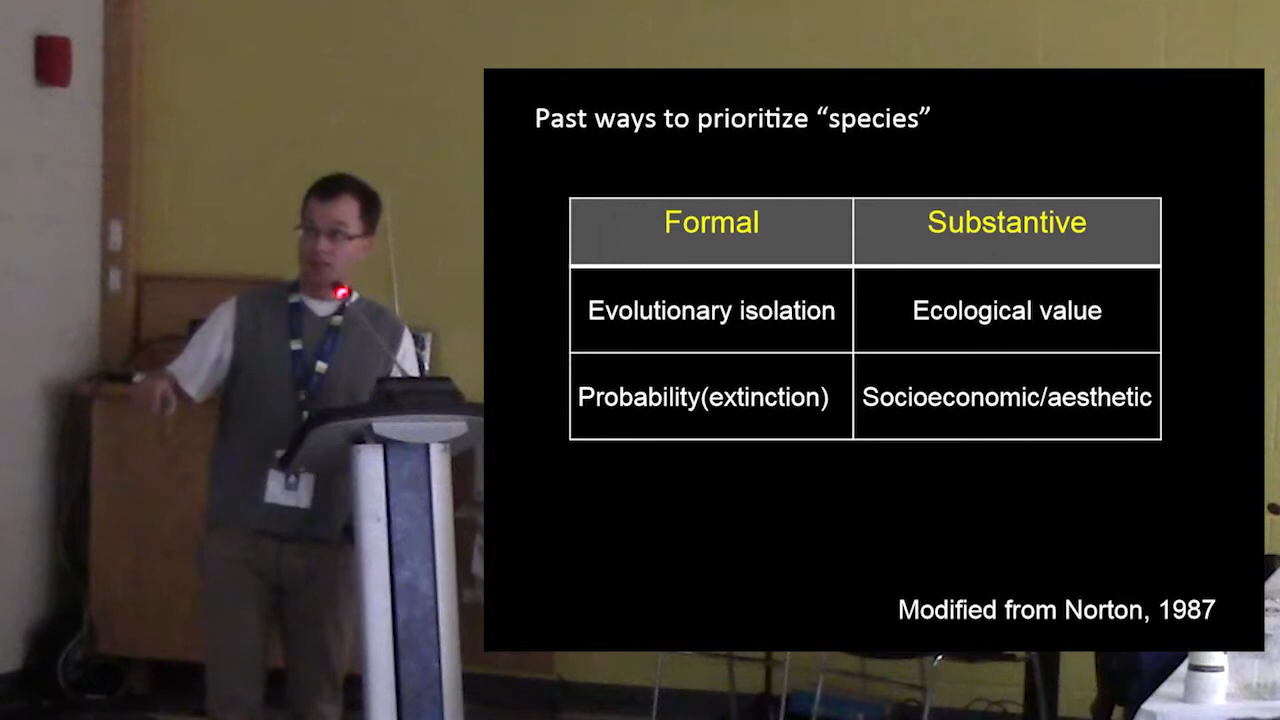 Past ways to prioritize “species”
Formal
Substantive
Evolutionary isolation
Ecological value
Probability(extinction)
Socioeconomic/aesthetic
Modified from Norton, 1987